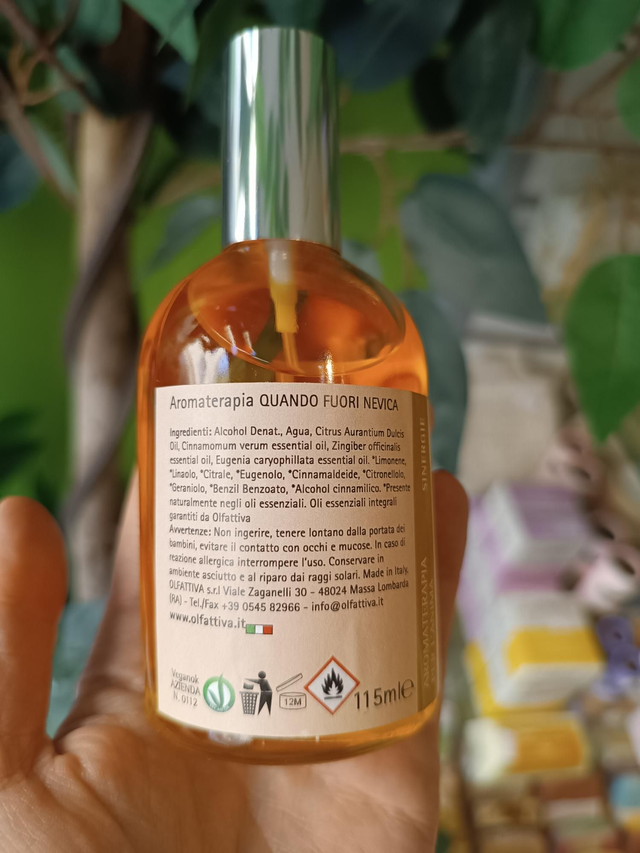 Aromaterapia QUANDO FUORI NEVICA
Ingredienti: Alcohol Denat., Aqua, Citrus Aurantium Dulcis
Oil, Cinnamomum verum essential oil, Zingiber officinalis
essential oil, Eugenia caryophillata essential oil. *Limonene,
*Linaolo, *Citrale, *Eugenolo, *Cinnamaldeide, *Citronellolo,
*Geraniolo, *Benzil Benzoato, *Alcohol cinnamilico. *Presente
naturalmente negli oli essenziali. Oli essenziali integrali
garantiti da Olfattiva
Avvertenze: Non ingerire, tenere lontano dalla portata dei
bambini, evitare il contatto con occhi e mucose. In caso di
reazione allergica interrompere l'uso. Conservare in
ambiente asciutto e al riparo dai raggi solari. Made in Italy.
OLFATTIVA s.r.l Viale Zaganelli 30 - 48024 Massa Lombarda
(RA) - Tel./Fax +39 0545 82966 - info@olfattiva.it
www.olfattiva.it
Veganok
AZIENDA
N. 0112
12M
115ml e
SINERGIE
AROMATERAPIA